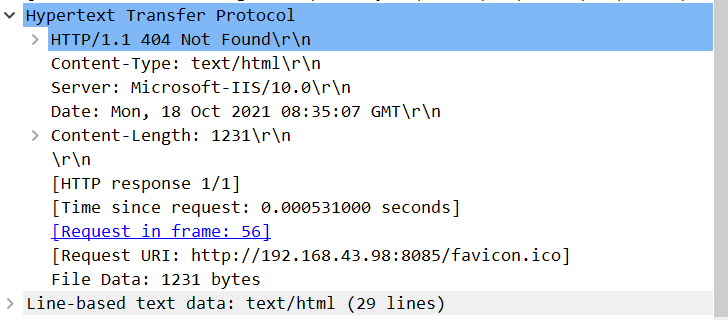 Hypertext Transfer Protocol
HTTP/1.1 404 Not Found\r\n
Content-Type: text/html\r\n
Server: Microsoft-IIS/10.0\r\n
Date: Mon, 18 Oct 2021 08:35:07 GMT\r\n
Content-Length: 1231\r\n
\r\n
[HTTP response 1/1]
[Time since request: 0.000531000 seconds]
[Request in frame: 56]
[Request URI: http://192.168.43.98:8085/favicon.ico]
File Data: 1231 bytes
Line-based text data: text/html (29 lines)